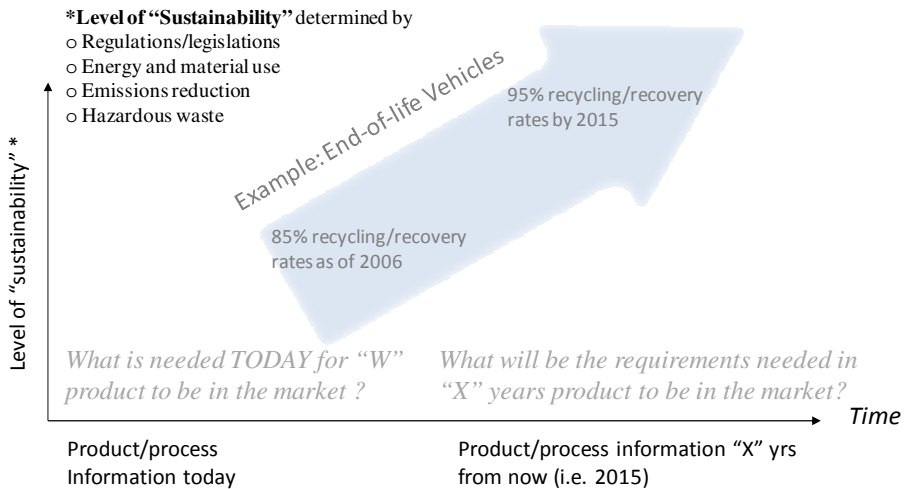 *Level of “Sustainability” determined by
o Regulations/legislations
o Energy and material use
o Emissions reduction
o Hazardous waste
Level of “sustainability” *
Example: End-of-life Vehicles
95% recycling/recovery
rates by 2015
85% recycling/recovery
rates as of 2006
What is needed TODAY for “W”
product to be in the market ?
What will be the requirements needed in
“X” years product to be in the market?
Time
Product/process
Information today
Product/process information “X” yrs
from now (i.e. 2015)